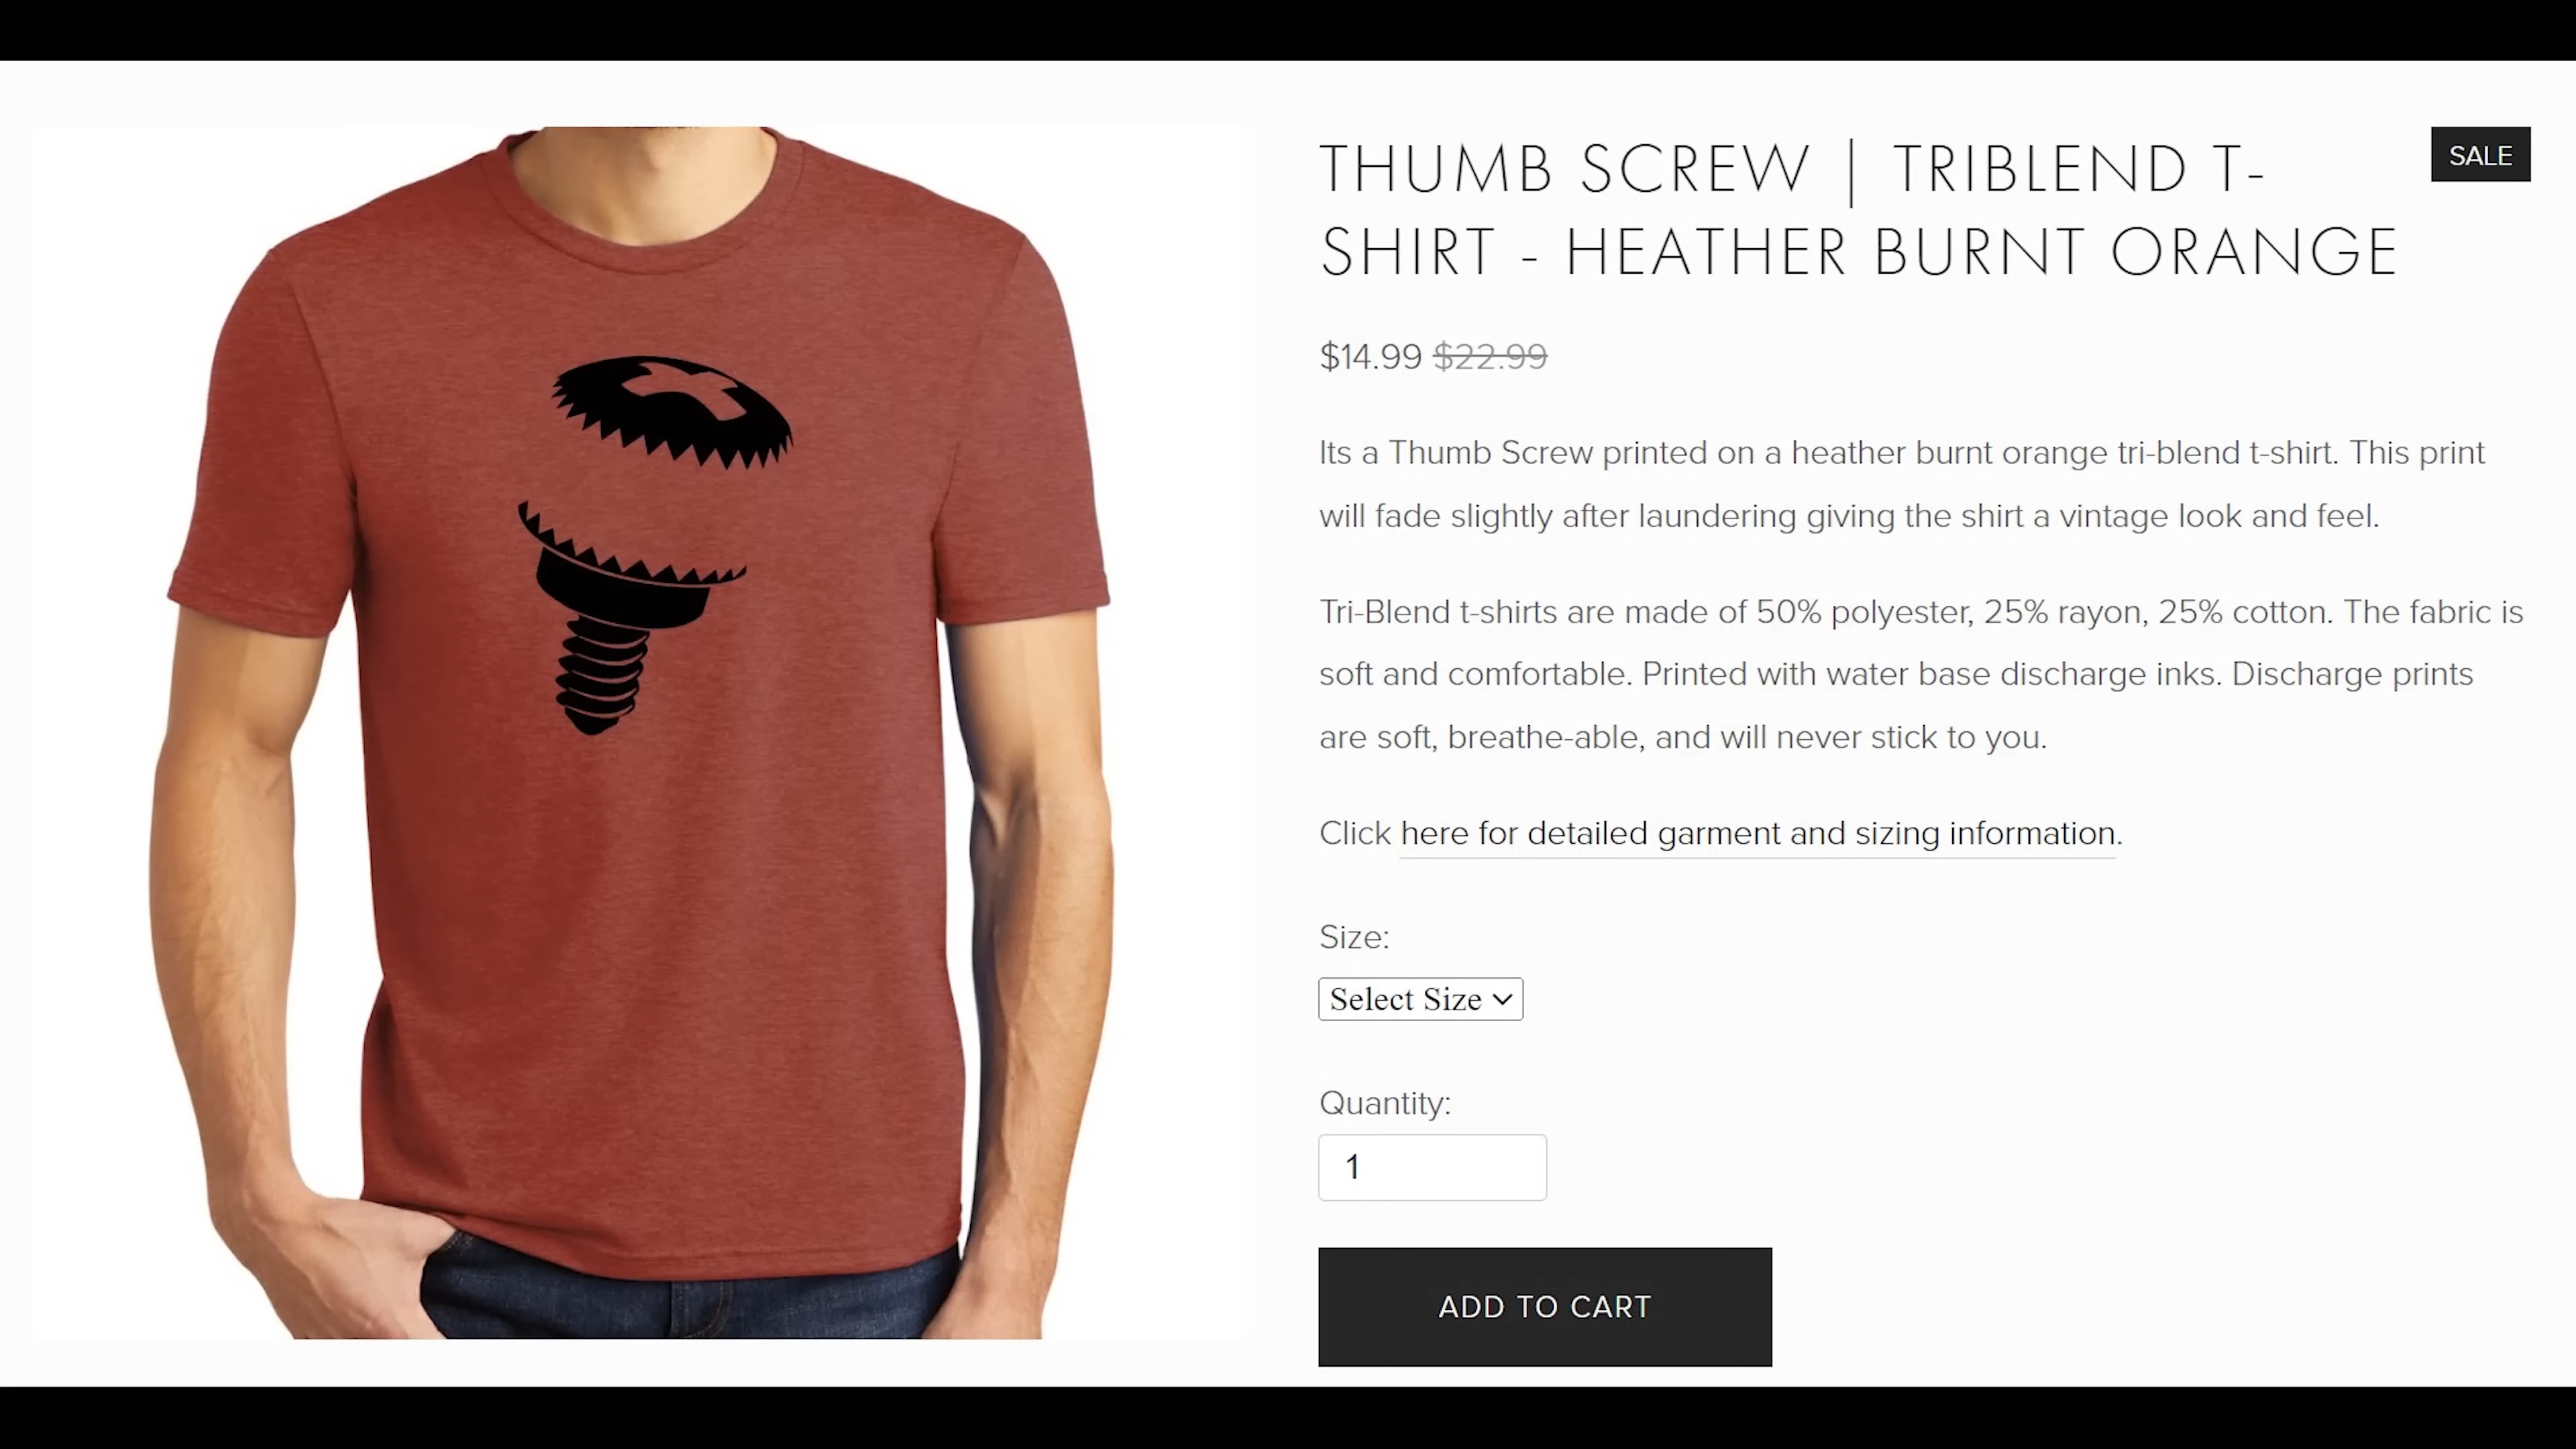 THUMB SCREW | TRIBLEND T-
SHIRT - HEATHER BURNT ORANGE
SALE
$14.99 $22.99
Its a Thumb Screw printed on a heather burnt orange tri-blend t-shirt. This print
will fade slightly after laundering giving the shirt a vintage look and feel.
Tri-Blend t-shirts are made of 50% polyester, 25% rayon, 25% cotton. The fabric is
soft and comfortable. Printed with water base discharge inks. Discharge prints
are soft, breathe-able, and will never stick to you.
Click here for detailed garment and sizing information.
Size:
Select Size
Quantity:
1
ADD TO CART